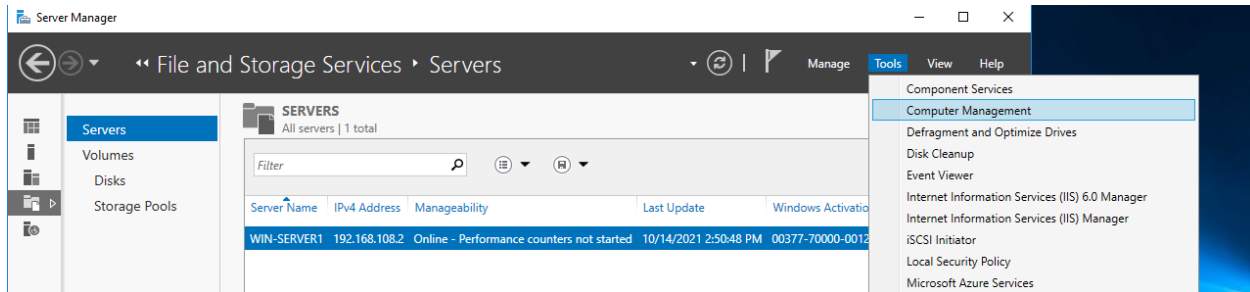 Server Manager
File and Storage Services Servers
Manage Tools View Help
Servers
Volumes
Disks
Storage Pools
SERVERS
All servers | 1 total
Filter
Server Name IPv4 Address Manageability Last Update Windows Activatio
WIN-SERVER1 192.168.108.2 Online - Performance counters not started 10/14/2021 2:50:48 PM 00377-70000-0012
Component Services
Computer Management
Defragment and Optimize Drives
Disk Cleanup
Event Viewer
Internet Information Services (IIS) 6.0 Manager
Internet Information Services (IIS) Manager
iSCSI Initiator
Local Security Policy
Microsoft Azure Services